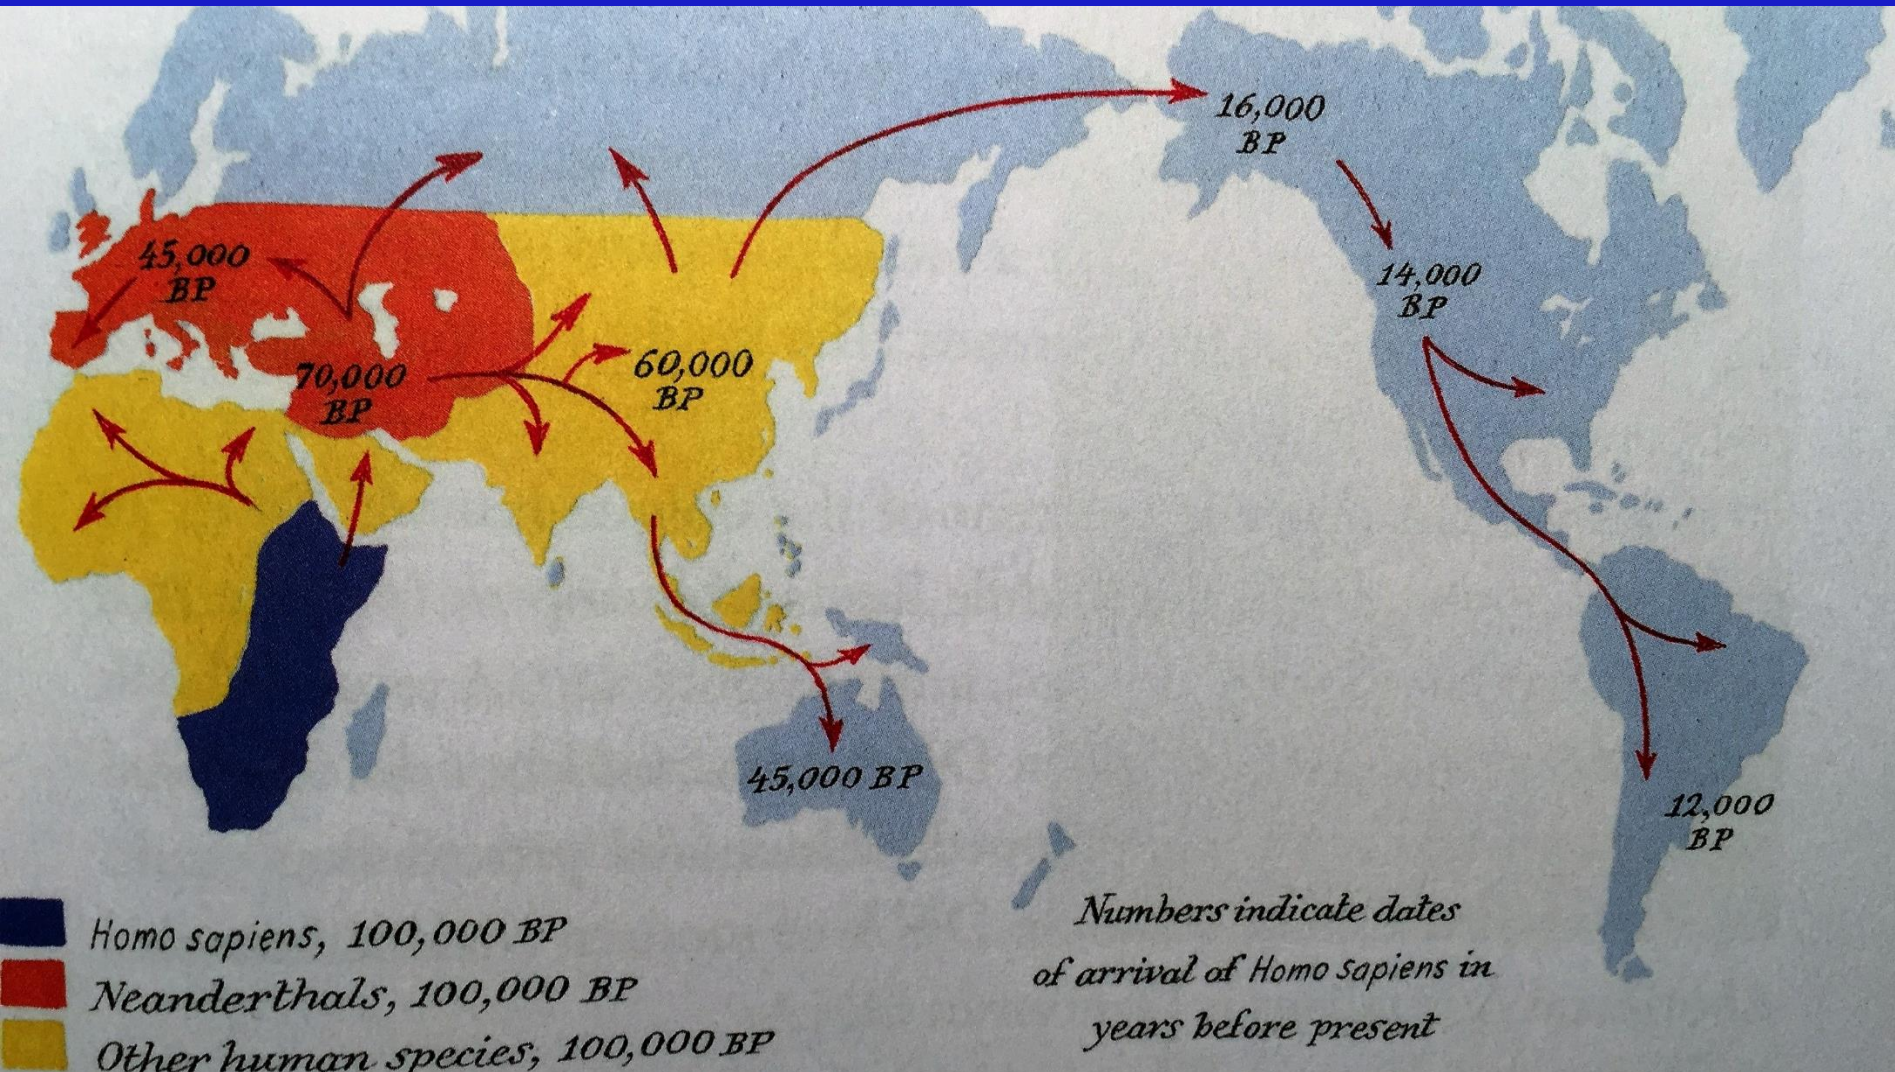 16,000
BP
45,000
BP
14,000
BP
70,000
BP
60,000
BP
45,000 BP
12,000
BP
Homo sapiens, 100,000 BP
Neanderthals, 100,000 BP
Other human species, 100,000 BP
Numbers indicate dates
of arrival of Homo sapiens in
years before present